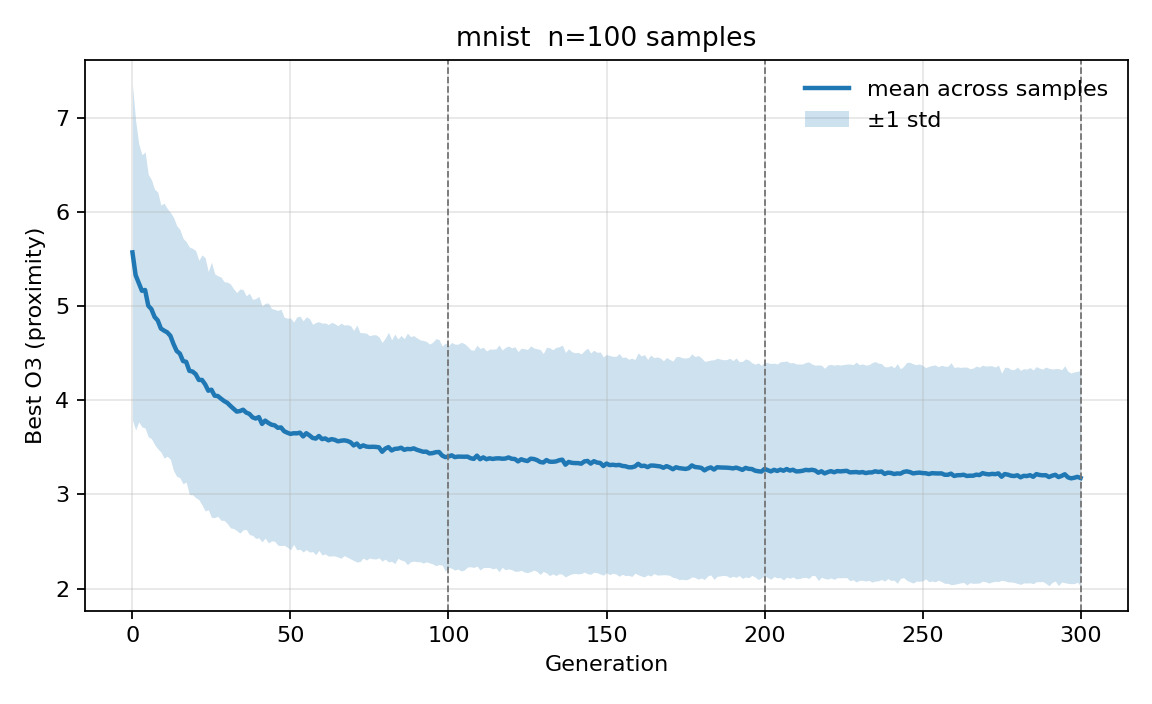 mnist  n=100 samples
mean across samples
±1 std
Best O3 (proximity)
7
6
5
4
3
2
0
50
100
150
200
250
300
Generation